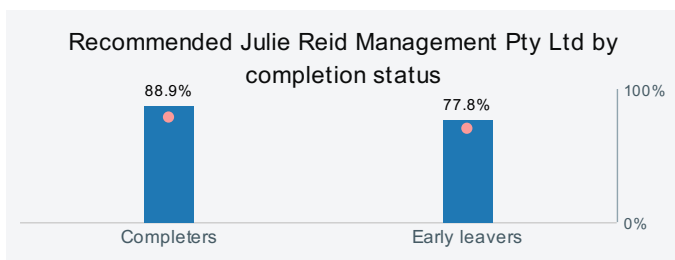 Recommended Julie Reid Management Pty Ltd by
completion status
88.9%
77.8%
100%
0%
Completers
Early leavers